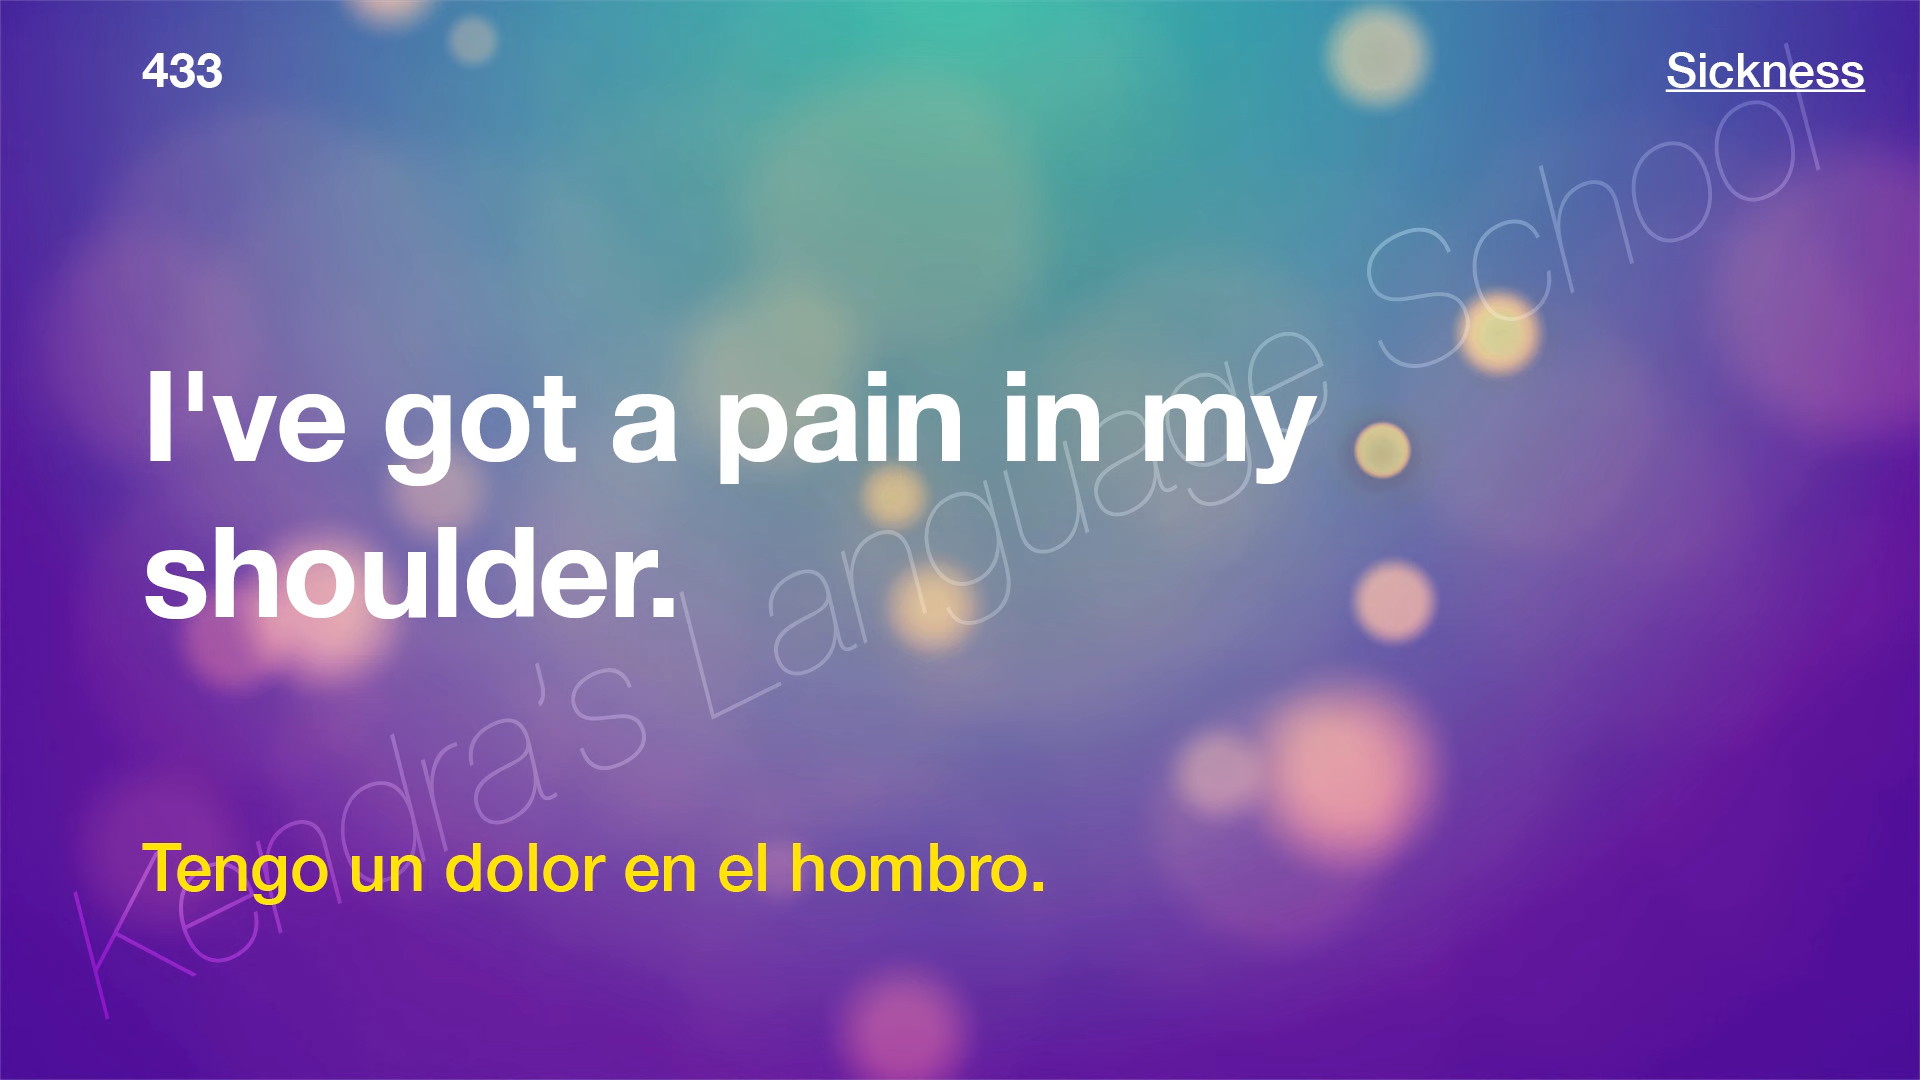 433
Sickness
I've got a pain in my
shoulder.
Tengo un dolor en el hombro.
Kendra’s Language School